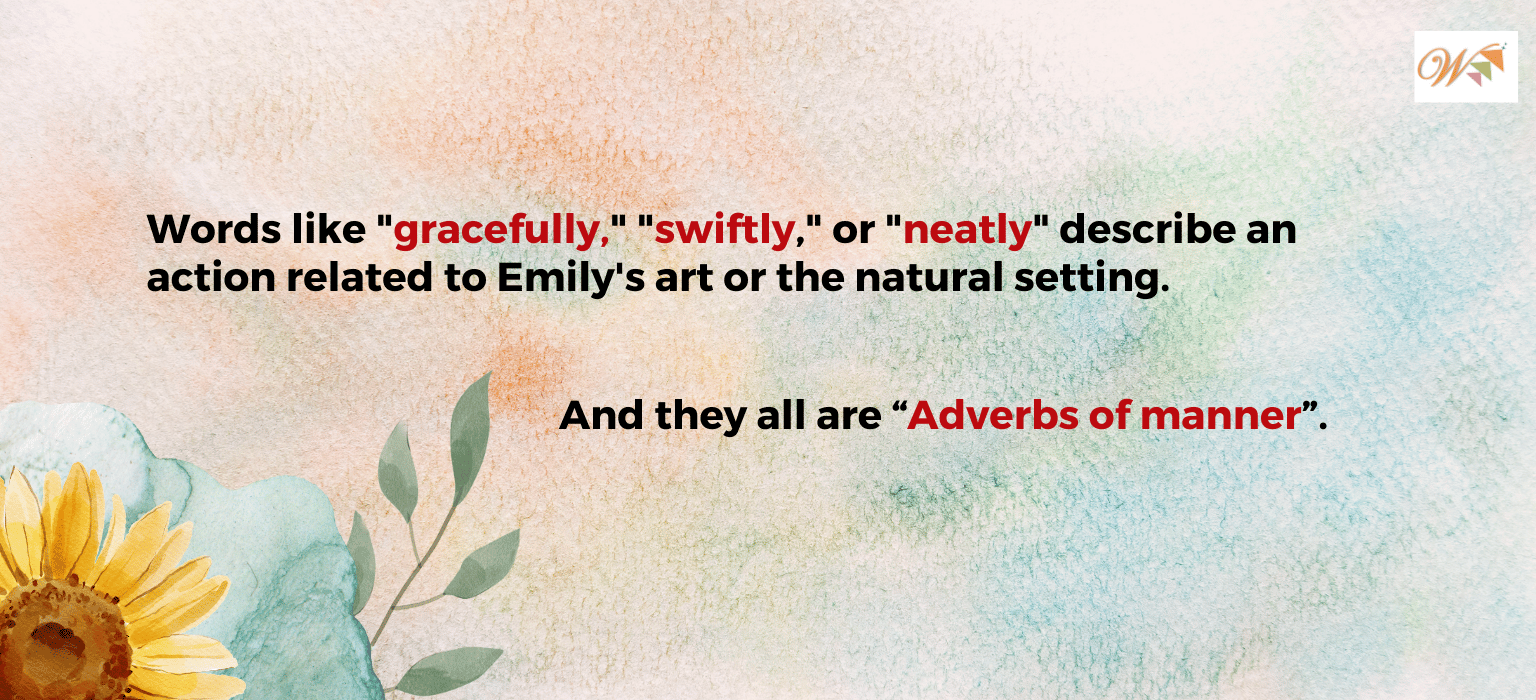 W
Words like "gracefully," "swiftly," or "neatly" describe an
action related to Emily's art or the natural setting.
And they all are “Adverbs of manner”.